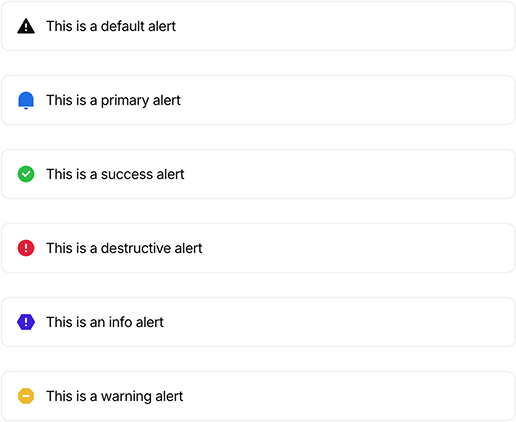 This is a default alert
This is a primary alert
This is a success alert
This is a destructive alert
This is an info alert
This is a warning alert